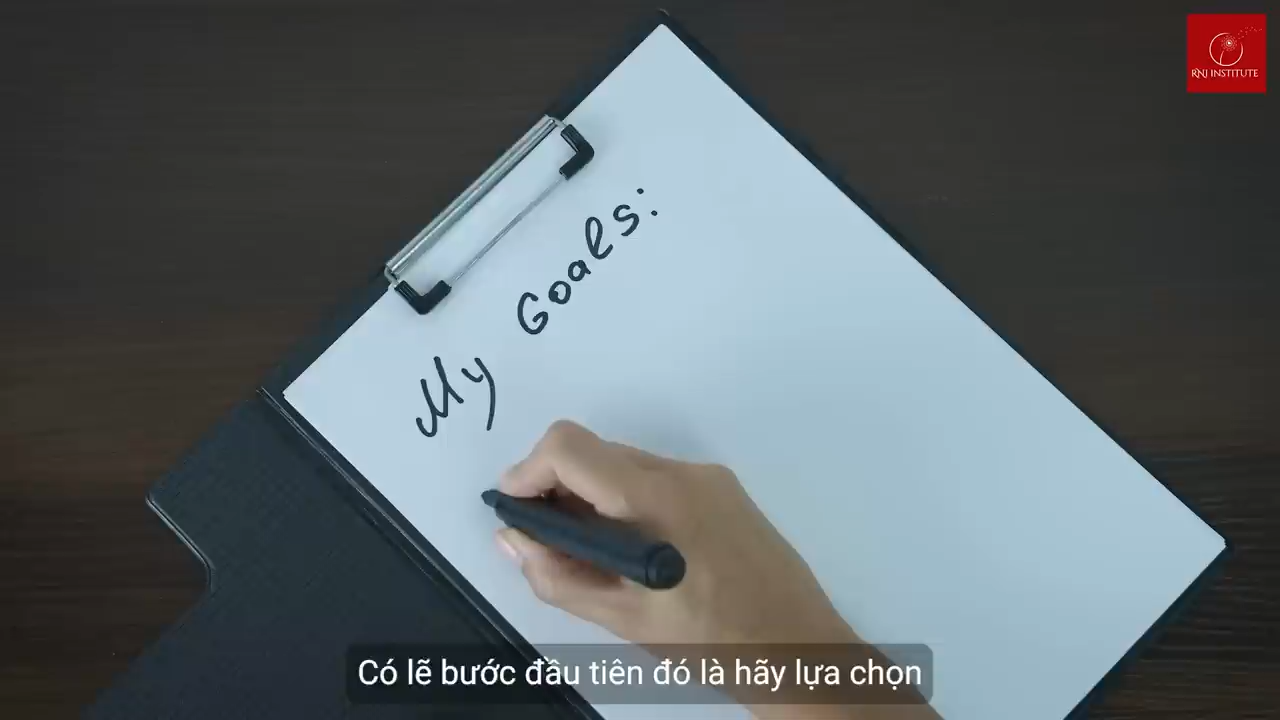 RNJ INSTITUTE
My Goals:
Có lẽ bước đầu tiên đó là hãy lựa chọn